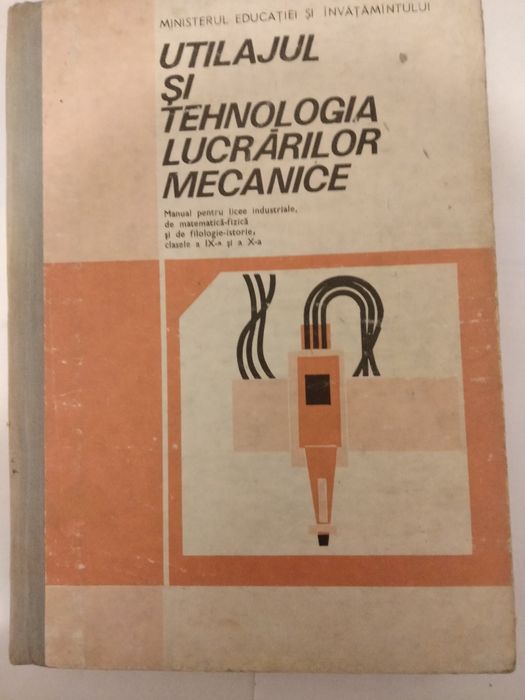 MINISTERUL EDUCAȚIEI ȘI ÎNVĂȚĂMÎNTULUI
UTILAJUL
ȘI
TEHNOLOGIA
LUCRĂRILOR
MECANICE
Manual pentru licee industriale,
de matematică-fizică
și de filologie-istorie,
clasele a IX-a și a X-a